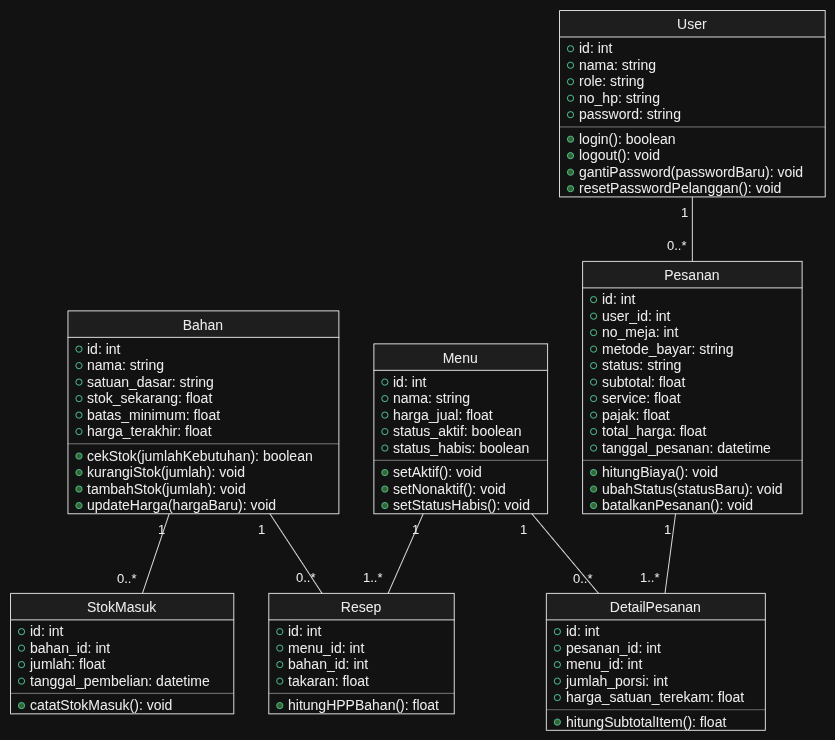 User
id: int
nama: string
role: string
no_hp: string
password: string
login(): boolean
logout(): void
gantiPassword(passwordBaru): void
resetPasswordPelanggan(): void
1
0..*
Pesanan
id: int
user_id: int
no_meja: int
metode_bayar: string
status: string
subtotal: float
service: float
pajak: float
total_harga: float
tanggal_pesanan: datetime
hitungBiaya(): void
ubahStatus(statusBaru): void
batalkanPesanan(): void
Bahan
id: int
nama: string
satuan_dasar: string
stok_sekarang: float
batas_minimum: float
harga_terakhir: float
cekStok(jumlahKebutuhan): boolean
kurangiStok(jumlah): void
tambahStok(jumlah): void
updateHarga(hargaBaru): void
Menu
id: int
nama: string
harga_jual: float
status_aktif: boolean
status_habis: boolean
setAktif(): void
setNonaktif(): void
setStatusHabis(): void
1
1
1
1
1
0..*
0..*
1..*
0..*
1..*
StokMasuk
id: int
bahan_id: int
jumlah: float
tanggal_pembelian: datetime
catatStokMasuk(): void
Resep
id: int
menu_id: int
bahan_id: int
takaran: float
hitungHPPBahan(): float
DetailPesanan
id: int
pesanan_id: int
menu_id: int
jumlah_porsi: int
harga_satuan_terekam: float
hitungSubtotalItem(): float